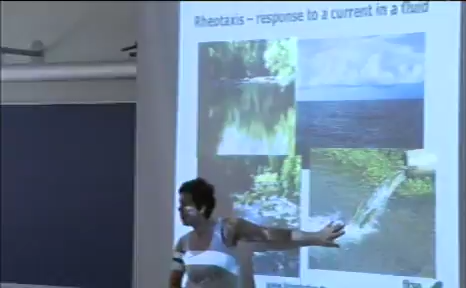 Rheotaxis – response to a current in a fluid